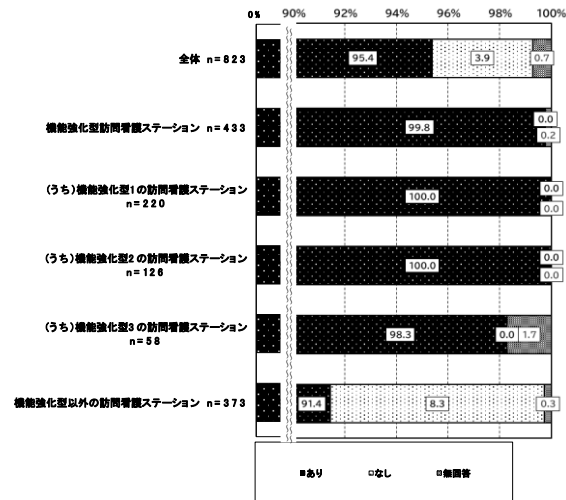 0% 90% 92% 94% 96% 98% 100%
全体 n=823
95.4 3.9 0.7
機能強化型訪問看護ステーション n=433
99.8 0.0
0.2
(うち)機能強化型1の訪問看護ステーション
n=220
100.0 0.0
0.0
(うち)機能強化型2の訪問看護ステーション
n=126
100.0 0.0
0.0
(うち)機能強化型3の訪問看護ステーション
n=58
98.3 0.0 1.7
機能強化型以外の訪問看護ステーション n=373
91.4 8.3 0.3
■あり □なし ■無回答